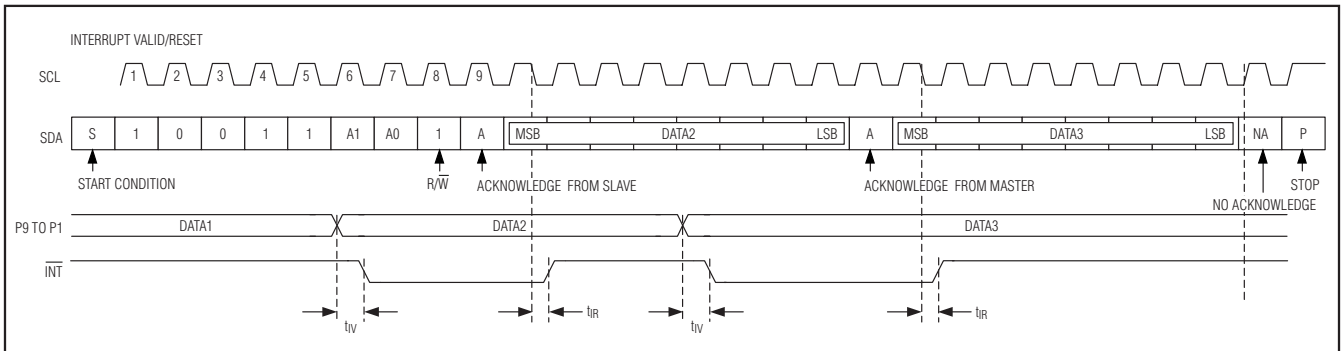 INTERRUPT VALID/RESET
SCL 1 2 3 4 5 6 7 8 9
SDA S 1 0 0 1 1 A1 A0 1 A MSB DATA2 LSB A MSB DATA3 LSB NA P
START CONDITION R/W̅ ACKNOWLEDGE FROM SLAVE ACKNOWLEDGE FROM MASTER STOP
NO ACKNOWLEDGE
P9 TO P1 DATA1 DATA2 DATA3
I̅N̅T̅
tIV tIR tIV tIR